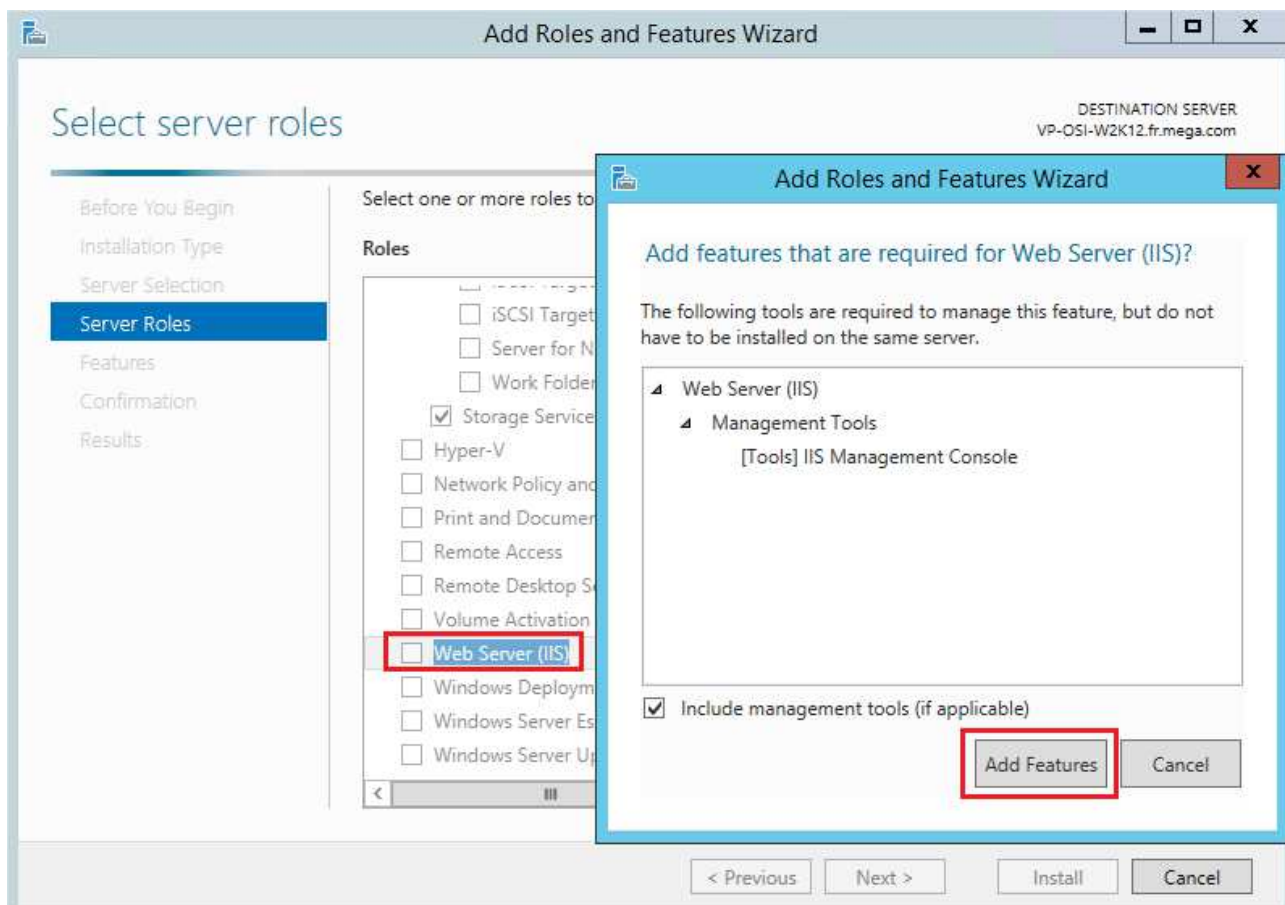 Add Roles and Features Wizard
Select server roles
DESTINATION SERVER
VP-OSI-W2K12.fr.mega.com
Before You Begin
Installation Type
Server Selection
Server Roles
Features
Confirmation
Results
Select one or more roles to
Roles
iSCSI Target
Server for N
Work Folder
Storage Service
Hyper-V
Network Policy and
Print and Documen
Remote Access
Remote Desktop Se
Volume Activation
Web Server (IIS)
Windows Deploym
Windows Server Es
Windows Server Up
Add Roles and Features Wizard
Add features that are required for Web Server (IIS)?
The following tools are required to manage this feature, but do not
have to be installed on the same server.
Web Server (IIS)
Management Tools
[Tools] IIS Management Console
Include management tools (if applicable)
Add Features
Cancel
< Previous
Next >
Install
Cancel